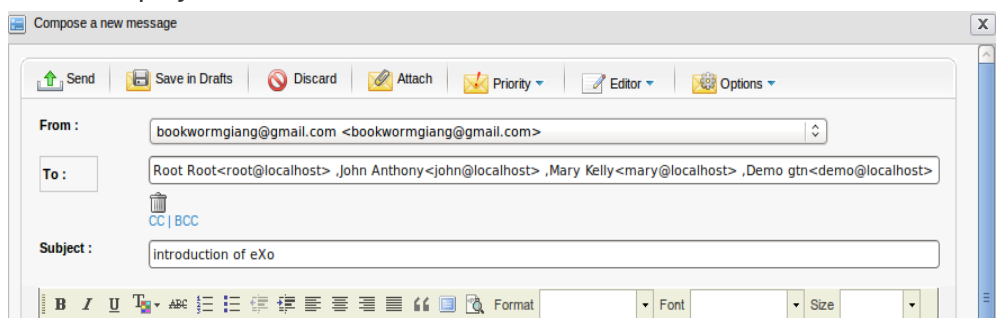 Compose a new message X
Send Save in Drafts Discard Attach Priority Editor Options
From : bookwormgiang@gmail.com <bookwormgiang@gmail.com>
To : Root Root<root@localhost> ,John Anthony<john@localhost> ,Mary Kelly<mary@localhost> ,Demo gtn<demo@localhost>
CC | BCC
Subject : introduction of eXo
B I U T ABC Format Font Size